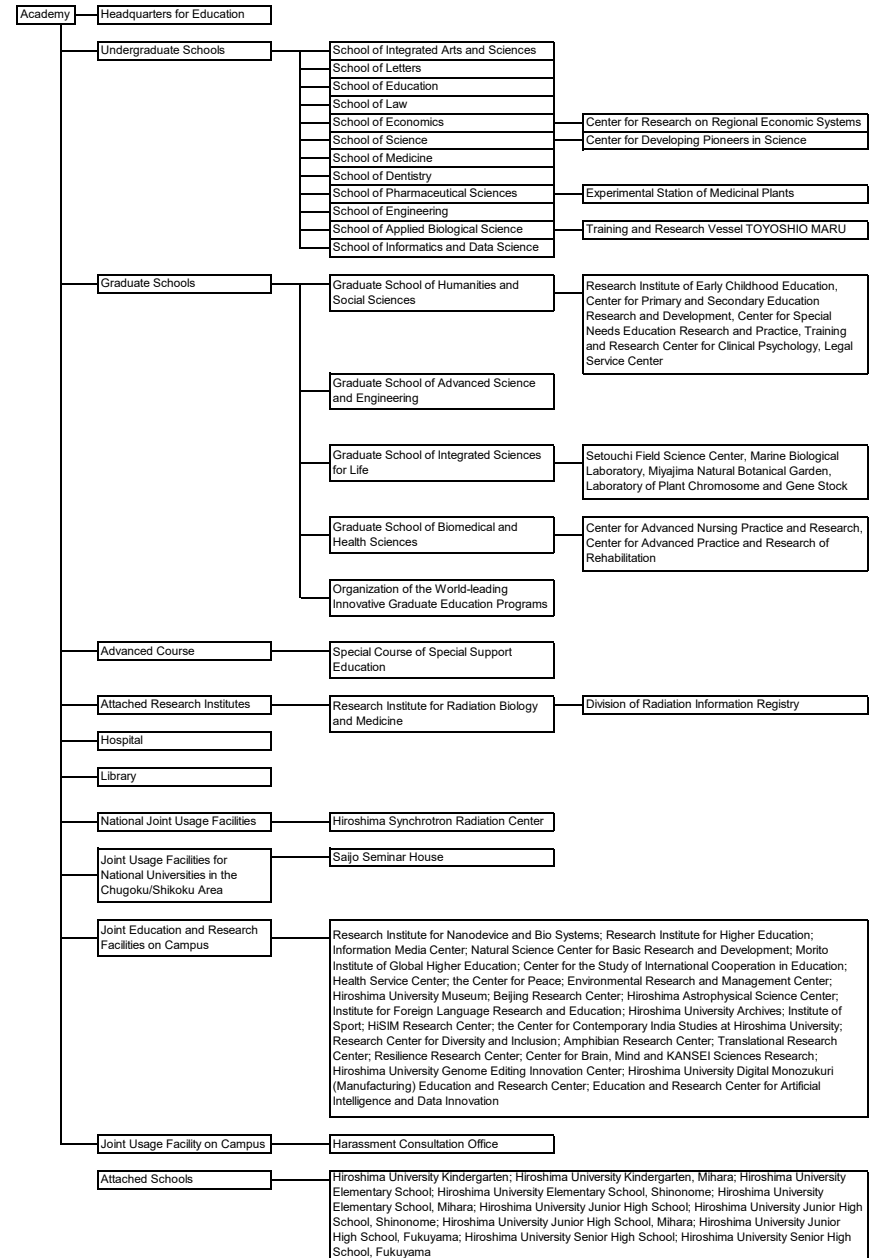 Academy
Headquarters for Education
Undergraduate Schools
School of Integrated Arts and Sciences
School of Letters
School of Education
School of Law
School of Economics
Center for Research on Regional Economic Systems
School of Science
Center for Developing Pioneers in Science
School of Medicine
School of Dentistry
School of Pharmaceutical Sciences
Experimental Station of Medicinal Plants
School of Engineering
School of Applied Biological Science
Training and Research Vessel TOYOSHIO MARU
School of Informatics and Data Science
Graduate Schools
Graduate School of Humanities and
Social Sciences
Research Institute of Early Childhood Education,
Center for Primary and Secondary Education
Research and Development, Center for Special
Needs Education Research and Practice, Training
and Research Center for Clinical Psychology, Legal
Service Center
Graduate School of Advanced Science
and Engineering
Graduate School of Integrated Sciences
for Life
Setouchi Field Science Center, Marine Biological
Laboratory, Miyajima Natural Botanical Garden,
Laboratory of Plant Chromosome and Gene Stock
Graduate School of Biomedical and
Health Sciences
Center for Advanced Nursing Practice and Research,
Center for Advanced Practice and Research of
Rehabilitation
Organization of the World-leading
Innovative Graduate Education Programs
Advanced Course
Special Course of Special Support
Education
Attached Research Institutes
Research Institute for Radiation Biology
and Medicine
Division of Radiation Information Registry
Hospital
Library
National Joint Usage Facilities
Hiroshima Synchrotron Radiation Center
Joint Usage Facilities for
National Universities in the
Chugoku/Shikoku Area
Saijo Seminar House
Joint Education and Research
Facilities on Campus
Research Institute for Nanodevice and Bio Systems; Research Institute for Higher Education;
Information Media Center; Natural Science Center for Basic Research and Development; Morito
Institute of Global Higher Education; Center for the Study of International Cooperation in Education;
Health Service Center; the Center for Peace; Environmental Research and Management Center;
Hiroshima University Museum; Beijing Research Center; Hiroshima Astrophysical Science Center;
Institute for Foreign Language Research and Education; Hiroshima University Archives; Institute of
Sport; HiSIM Research Center; the Center for Contemporary India Studies at Hiroshima University;
Research Center for Diversity and Inclusion; Amphibian Research Center; Translational Research
Center; Resilience Research Center; Center for Brain, Mind and KANSEI Sciences Research;
Hiroshima University Genome Editing Innovation Center; Hiroshima University Digital Monozukuri
(Manufacturing) Education and Research Center; Education and Research Center for Artificial
Intelligence and Data Innovation
Joint Usage Facility on Campus
Harassment Consultation Office
Attached Schools
Hiroshima University Kindergarten; Hiroshima University Kindergarten, Mihara; Hiroshima University
Elementary School; Hiroshima University Elementary School, Shinonome; Hiroshima University
Elementary School, Mihara; Hiroshima University Junior High School; Hiroshima University Junior High
School, Shinonome; Hiroshima University Junior High School, Mihara; Hiroshima University Junior
High School, Fukuyama; Hiroshima University Senior High School; Hiroshima University Senior High
School, Fukuyama